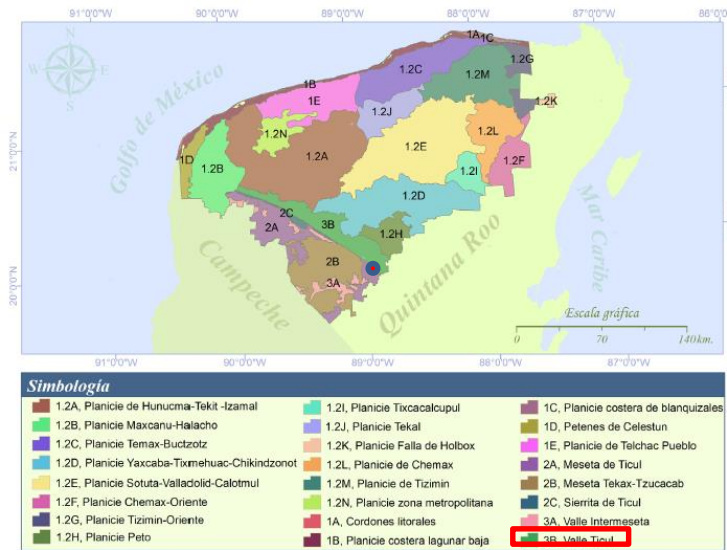 91°0'0"W 90°0'0"W 89°0'0"W 88°0'0"W 87°0'0"W 86°0'0"W
N
W E
S
Golfo de México
21°0'0"N
20°0'0"N
1A
1C
1.2G
1.2C
1.2M
1B
1E
1.2K
1.2J
1.2N
1.2L
1.2A
1.2E
1.2F
1D
1.2B
1.2I
1.2D
2C
3B
2A
1.2H
2B
3A
Campeche
Quintana Roo
Mar Caribe
Escala gráfica
0 70 140 km.
91°0'0"W 90°0'0"W 89°0'0"W 88°0'0"W 87°0'0"W
Simbología
1.2A, Planicie de Hunucma-Tekit -Izamal
1.2B, Planicie Maxcanu-Halacho
1.2C, Planicie Temax-Buctzotz
1.2D, Planicie Yaxcaba-Tixmehuac-Chikindzonot
1.2E, Planicie Sotuta-Valladolid-Calotmul
1.2F, Planicie Chemax-Oriente
1.2G, Planicie Tizimin-Oriente
1.2H, Planicie Peto
1.2I, Planicie Tixcacalcupul
1.2J, Planicie Tekal
1.2K, Planicie Falla de Holbox
1.2L, Planicie de Chemax
1.2M, Planicie de Tizimin
1.2N, Planicie zona metropolitana
1A, Cordones litorales
1B, Planicie costera lagunar baja
1C, Planicie costera de blanquizales
1D, Petenes de Celestun
1E, Planicie de Telchac Pueblo
2A, Meseta de Ticul
2B, Meseta Tekax-Tzucacab
2C, Sierrita de Ticul
3A, Valle Intermeseta
3B, Valle Ticul